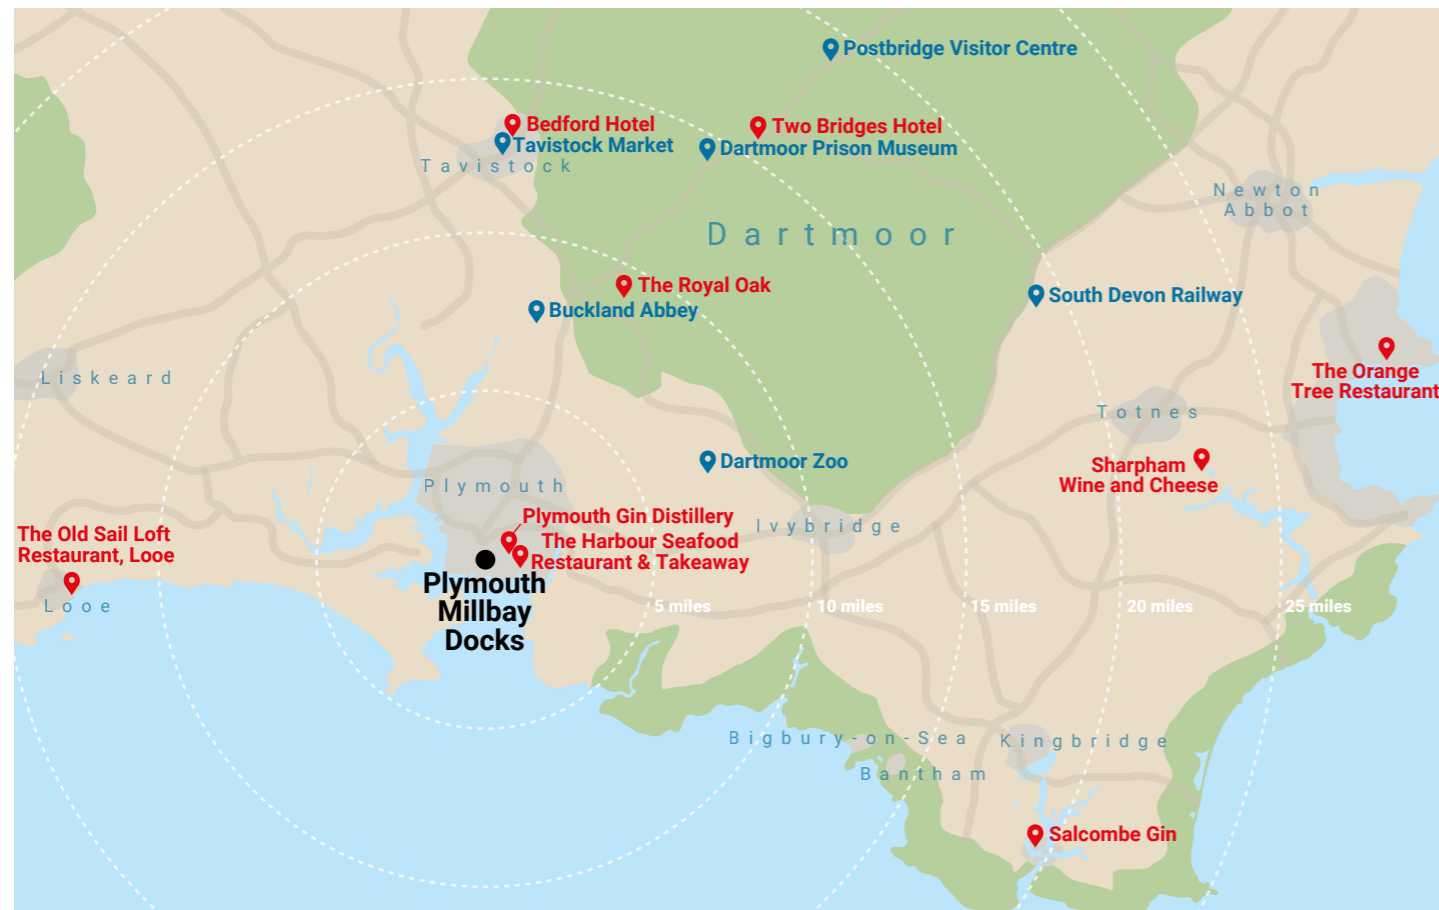 Postbridge Visitor Centre
Bedford Hotel
Two Bridges Hotel
Tavistock Market
Dartmoor Prison Museum
Tavistock
Newton
Abbot
Dartmoor
The Royal Oak
South Devon Railway
Buckland Abbey
Liskeard
The Orange
Tree Restaurant
Totnes
Dartmoor Zoo
Sharpham
Wine and Cheese
Plymouth
Plymouth Gin Distillery
Ivybridge
The Old Sail Loft
Restaurant, Looe
The Harbour Seafood
Restaurant & Takeaway
Plymouth
Millbay
Docks
Looe
5 miles
10 miles
15 miles
20 miles
25 miles
Bigbury-on-Sea
Kingbridge
Bantham
Salcombe Gin